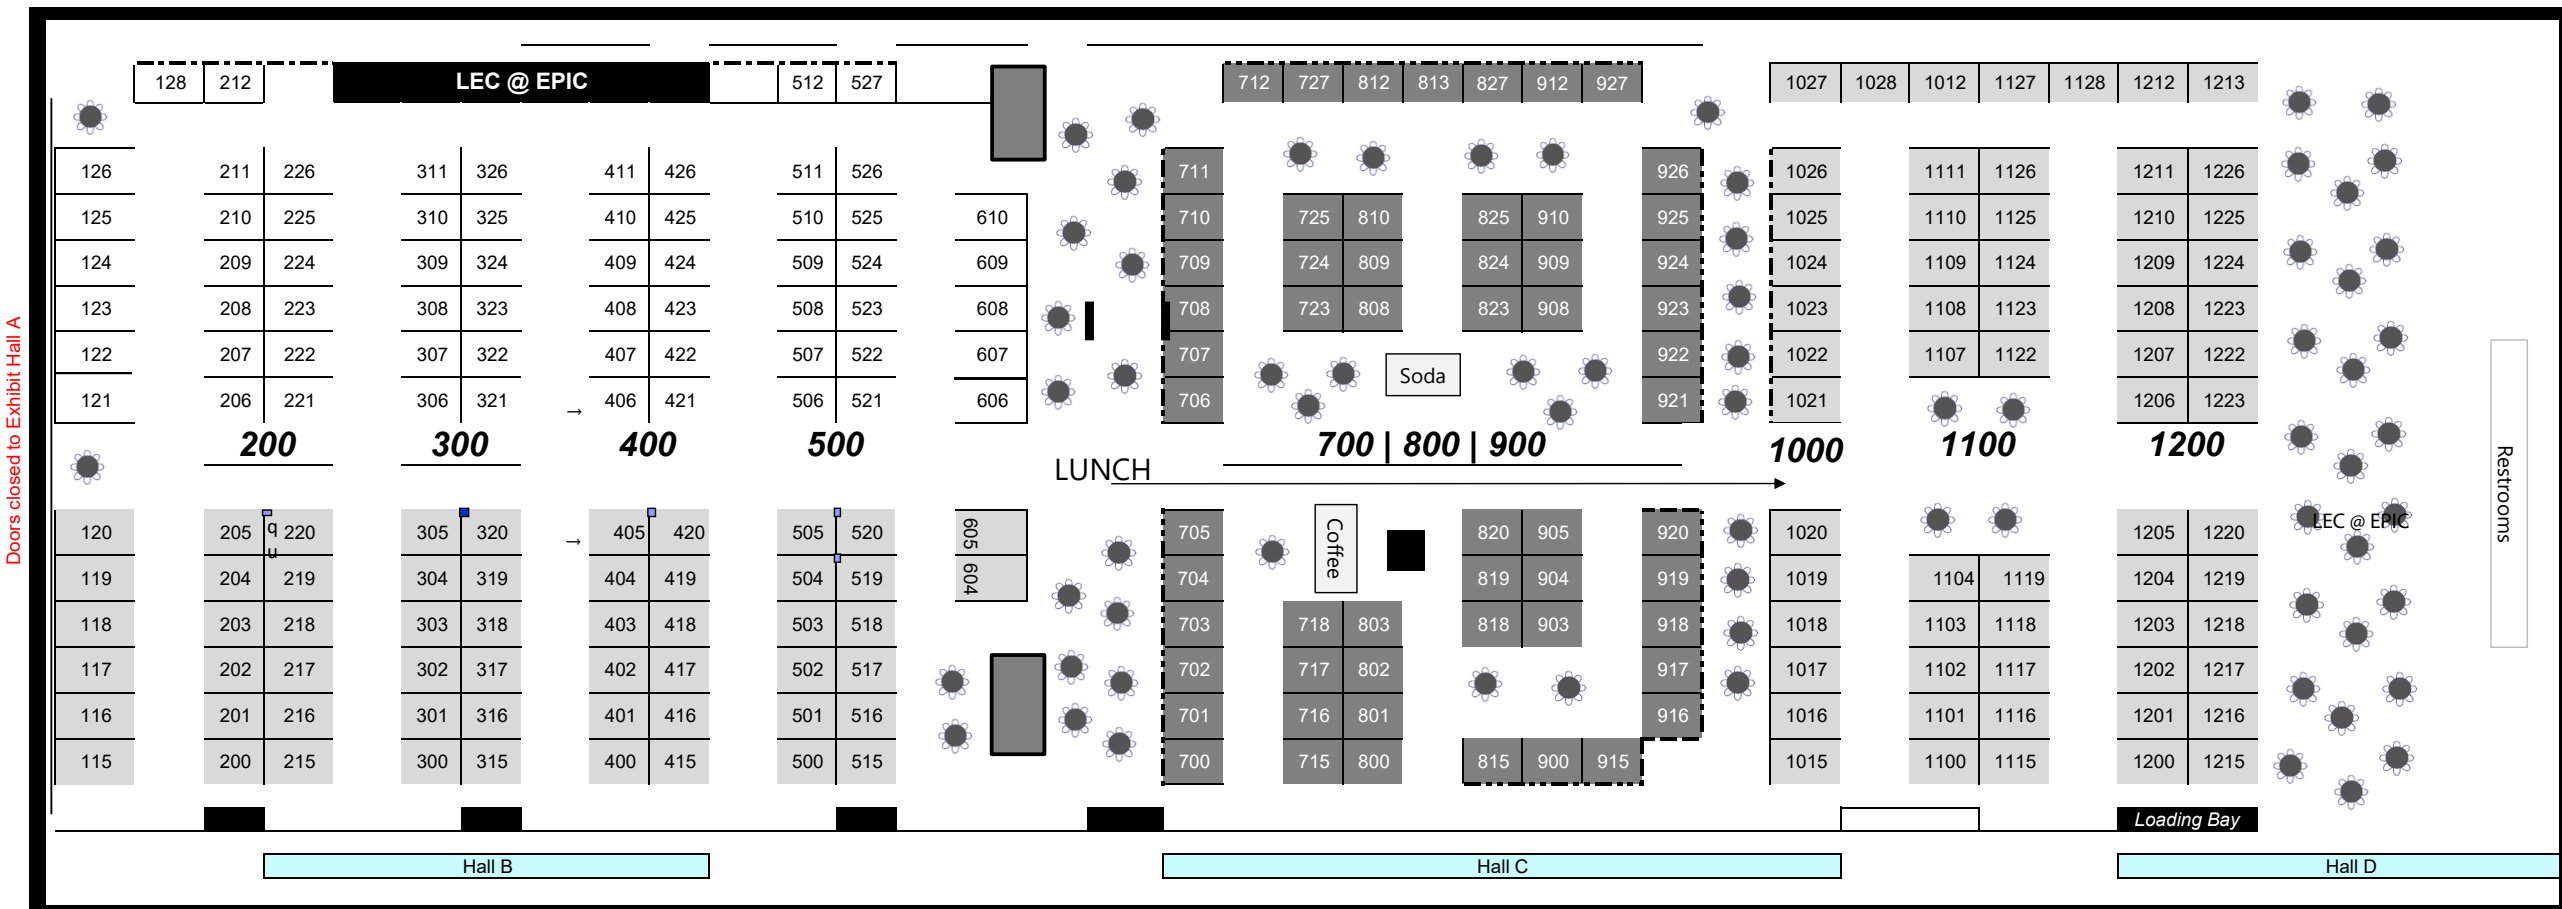 LEC @ EPIC
128 212 512 527 712 727 812 813 827 912 927 1027 1028 1012 1127 1128 1212 1213
126 211 226 311 326 411 426 511 526 711 926 1026 1111 1126 1211 1226
125 210 225 310 325 410 425 510 525 610 710 725 810 825 910 925 1025 1110 1125 1210 1225
124 209 224 309 324 409 424 509 524 609 709 724 809 824 909 924 1024 1109 1124 1209 1224
123 208 223 308 323 408 423 508 523 608 708 723 808 823 908 923 1023 1108 1123 1208 1223
122 207 222 307 322 407 422 507 522 607 707 922 1022 1107 1122 1207 1222
Soda
121 206 221 306 321 → 406 421 506 521 606 706 921 1021 1206 1223
200 300 400 500 700 | 800 | 900 1000 1100 1200
LUNCH
Doors closed to Exhibit Hall A
Restrooms
LEC @ EPIC
Coffee
120 205 qu 220 305 320 → 405 420 505 520 605 705 820 905 920 1020 1205 1220
119 204 219 304 319 404 419 504 519 604 704 819 904 919 1019 1104 1119 1204 1219
118 203 218 303 318 403 418 503 518 703 718 803 818 903 918 1018 1103 1118 1203 1218
117 202 217 302 317 402 417 502 517 702 717 802 917 1017 1102 1117 1202 1217
116 201 216 301 316 401 416 501 516 701 716 801 916 1016 1101 1116 1201 1216
115 200 215 300 315 400 415 500 515 700 715 800 815 900 915 1015 1100 1115 1200 1215
Loading Bay
Hall B Hall C Hall D